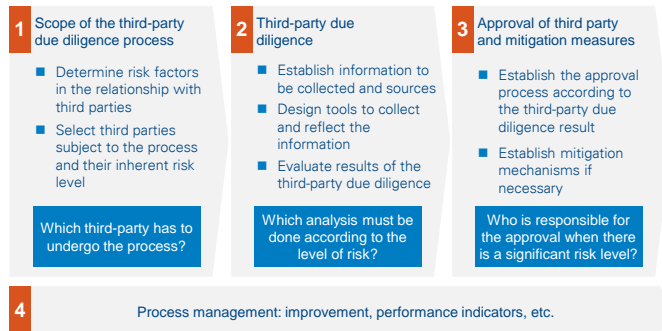 1
Scope of the third-party
due diligence process
Determine risk factors
in the relationship with
third parties
Select third parties
subject to the process
and their inherent risk
level
Which third-party has to
undergo the process?
2
Third-party due
diligence
Establish information to
be collected and sources
Design tools to collect
and reflect the
information
Evaluate results of the
third-party due diligence
Which analysis must be
done according to the
level of risk?
3
Approval of third party
and mitigation measures
Establish the approval
process according to
the third-party due
diligence result
Establish mitigation
mechanisms if
necessary
Who is responsible for
the approval when there
is a significant risk level?
4
Process management: improvement, performance indicators, etc.